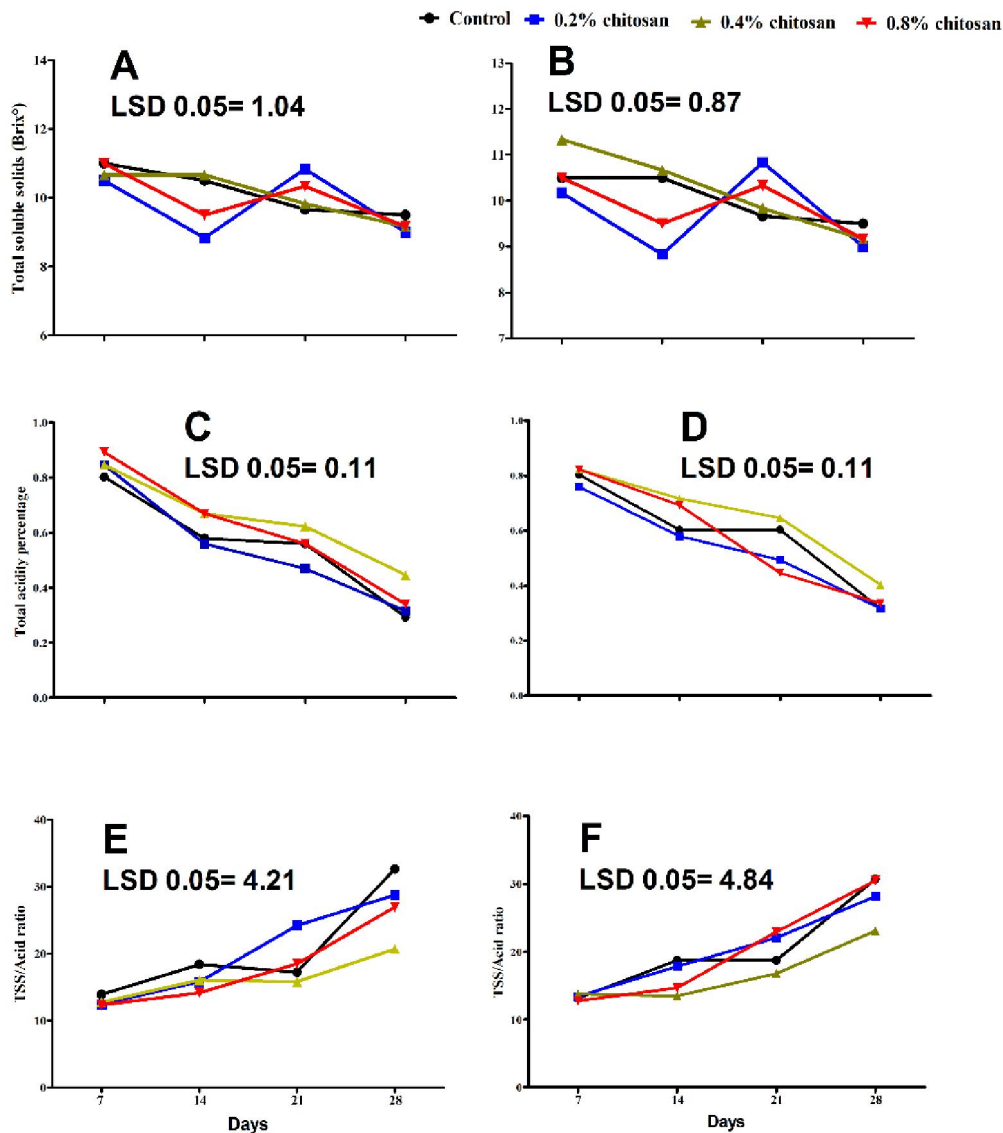 Control 0.2% chitosan 0.4% chitosan 0.8% chitosan
A
LSD 0.05= 1.04
Total soluble solids (Brix°)
14
12
10
8
6
B
LSD 0.05= 0.87
13
12
11
10
9
8
7
C
LSD 0.05= 0.11
Total acidity percentage
1.0
0.8
0.6
0.4
0.2
0.0
D
LSD 0.05= 0.11
1.0
0.8
0.6
0.4
0.2
0.0
E
LSD 0.05= 4.21
TSS/Acid ratio
40
30
20
10
0
7 14 21 28
Days
F
LSD 0.05= 4.84
TSS/Acid ratio
40
30
20
10
0
7 14 21 28
Days